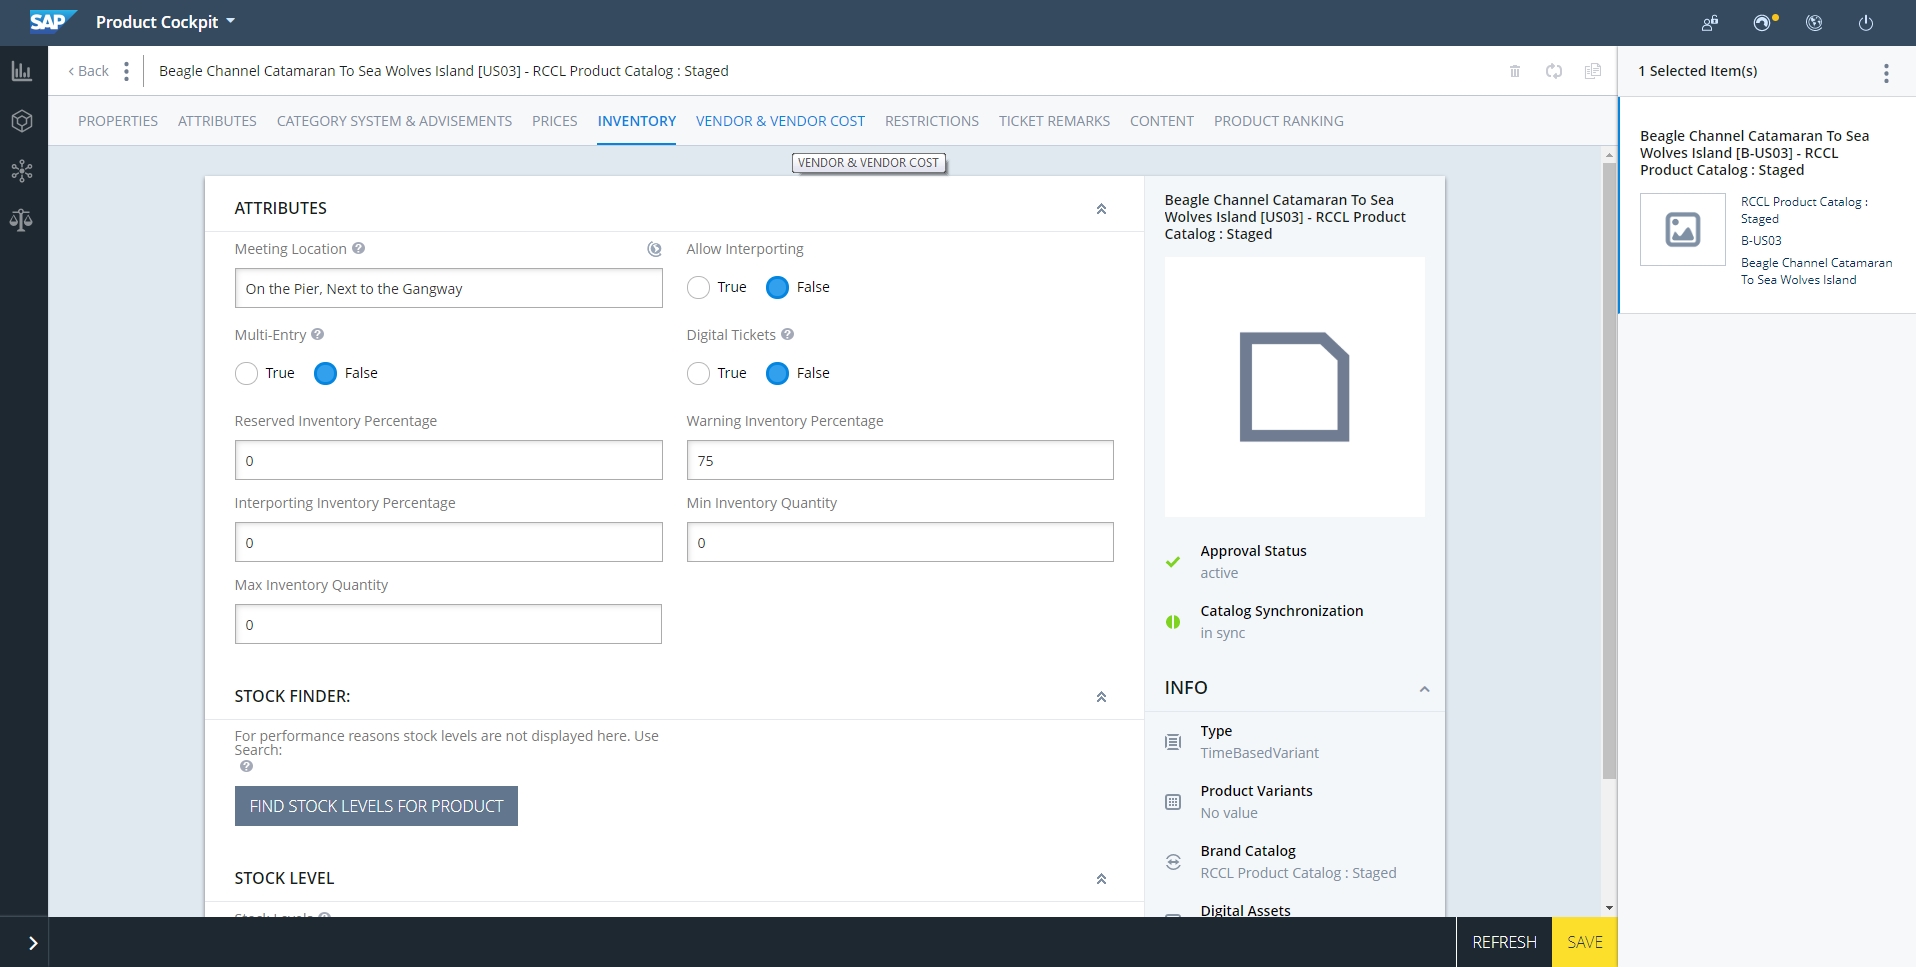 SAP Product Cockpit
Back
Beagle Channel Catamaran To Sea Wolves Island [US03] - RCCL Product Catalog : Staged
PROPERTIES ATTRIBUTES CATEGORY SYSTEM & ADVISEMENTS PRICES INVENTORY VENDOR & VENDOR COST RESTRICTIONS TICKET REMARKS CONTENT PRODUCT RANKING
VENDOR & VENDOR COST
ATTRIBUTES
Meeting Location
On the Pier, Next to the Gangway
Allow Interporting
True False
Multi-Entry
True False
Digital Tickets
True False
Reserved Inventory Percentage
0
Warning Inventory Percentage
75
Interporting Inventory Percentage
0
Min Inventory Quantity
0
Max Inventory Quantity
0
STOCK FINDER:
For performance reasons stock levels are not displayed here. Use
Search:
FIND STOCK LEVELS FOR PRODUCT
STOCK LEVEL
Stock Levels
Beagle Channel Catamaran To Sea
Wolves Island [US03] - RCCL Product
Catalog : Staged
Approval Status
active
Catalog Synchronization
in sync
INFO
Type
TimeBasedVariant
Product Variants
No value
Brand Catalog
RCCL Product Catalog : Staged
Digital Assets
REFRESH SAVE
1 Selected Item(s)
Beagle Channel Catamaran To Sea
Wolves Island [B-US03] - RCCL
Product Catalog : Staged
RCCL Product Catalog :
Staged
B-US03
Beagle Channel Catamaran
To Sea Wolves Island